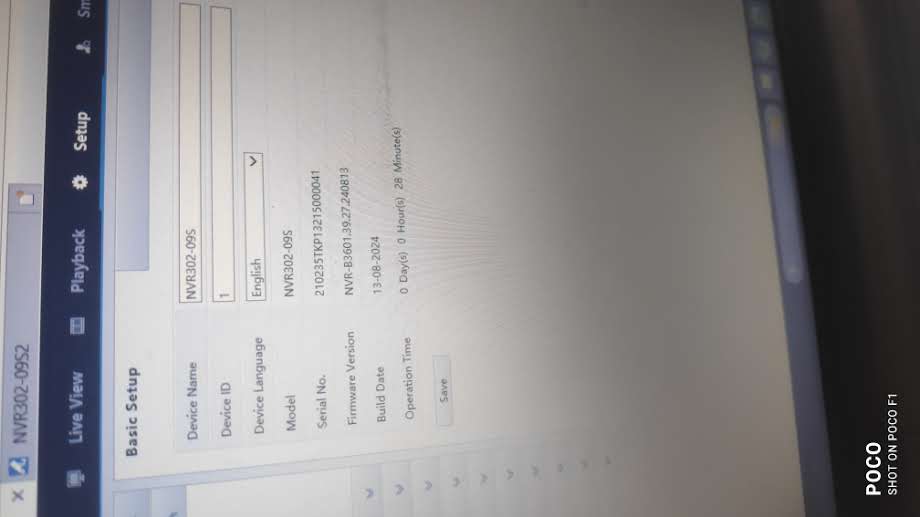 NVR302-09S2
Live View Playback Setup Sm
Basic Setup
Device Name NVR302-09S
Device ID 1
Device Language English
Model NVR302-09S
Serial No. 210235TKP13215000041
Firmware Version NVR-B3601.39.27.240813
Build Date 13-08-2024
Operation Time 0 Day(s) 0 Hour(s) 28 Minute(s)
Save
POCO
SHOT ON POCO F1